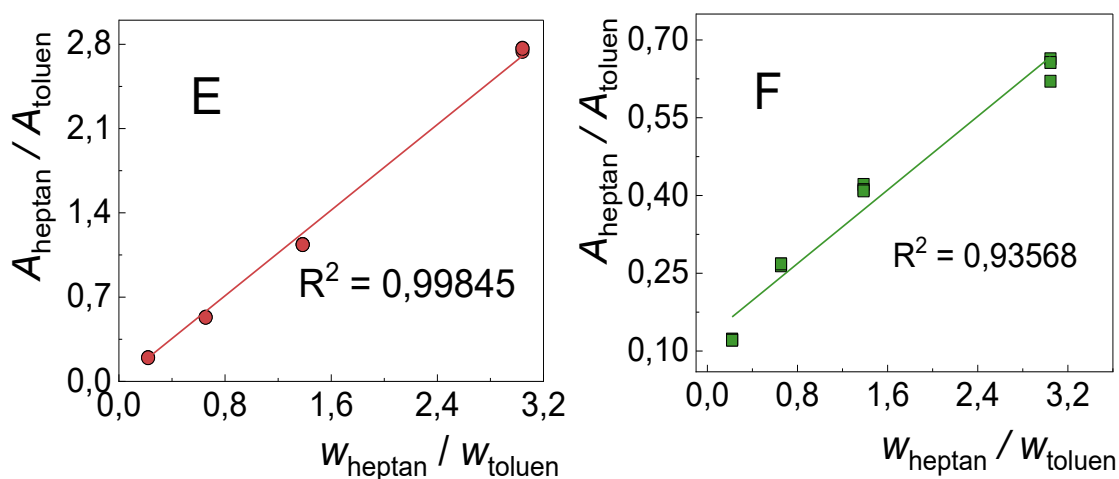 E
A_heptan / A_toluen
2,8
2,1
1,4
0,7
0,0
R² = 0,99845
0,0 0,8 1,6 2,4 3,2
w_heptan / w_toluen
F
A_heptan / A_toluen
0,70
0,55
0,40
0,25
0,10
R² = 0,93568
0,0 0,8 1,6 2,4 3,2
w_heptan / w_toluen